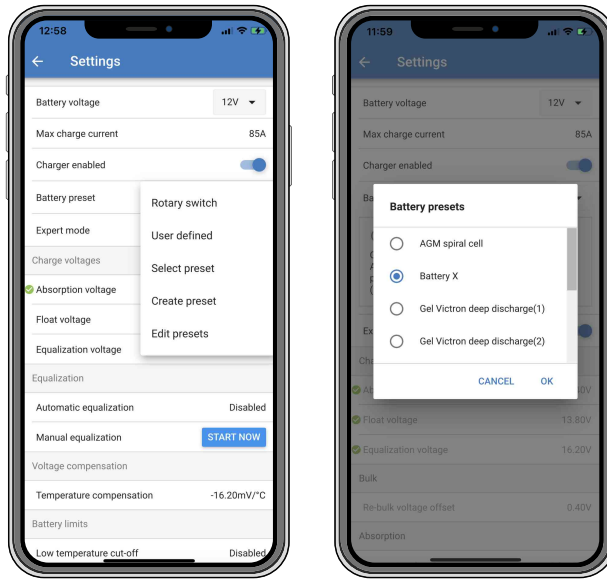 12:58
Settings
Battery voltage 12V
Max charge current 85A
Charger enabled
Battery preset
Rotary switch
User defined
Select preset
Create preset
Edit presets
Expert mode
Charge voltages
Absorption voltage
Float voltage
Equalization voltage
Equalization
Automatic equalization Disabled
Manual equalization START NOW
Voltage compensation
Temperature compensation -16.20mV/°C
Battery limits
Low temperature cut-off Disabled
11:59
Settings
Battery voltage 12V
Max charge current 85A
Charger enabled
Ba
Battery presets
AGM spiral cell
Battery X
Gel Victron deep discharge(1)
Gel Victron deep discharge(2)
CANCEL OK
Ex
Ch
Ab
Float voltage 13.80V
Equalization voltage 16.20V
Bulk
Re-bulk voltage offset 0.40V
Absorption